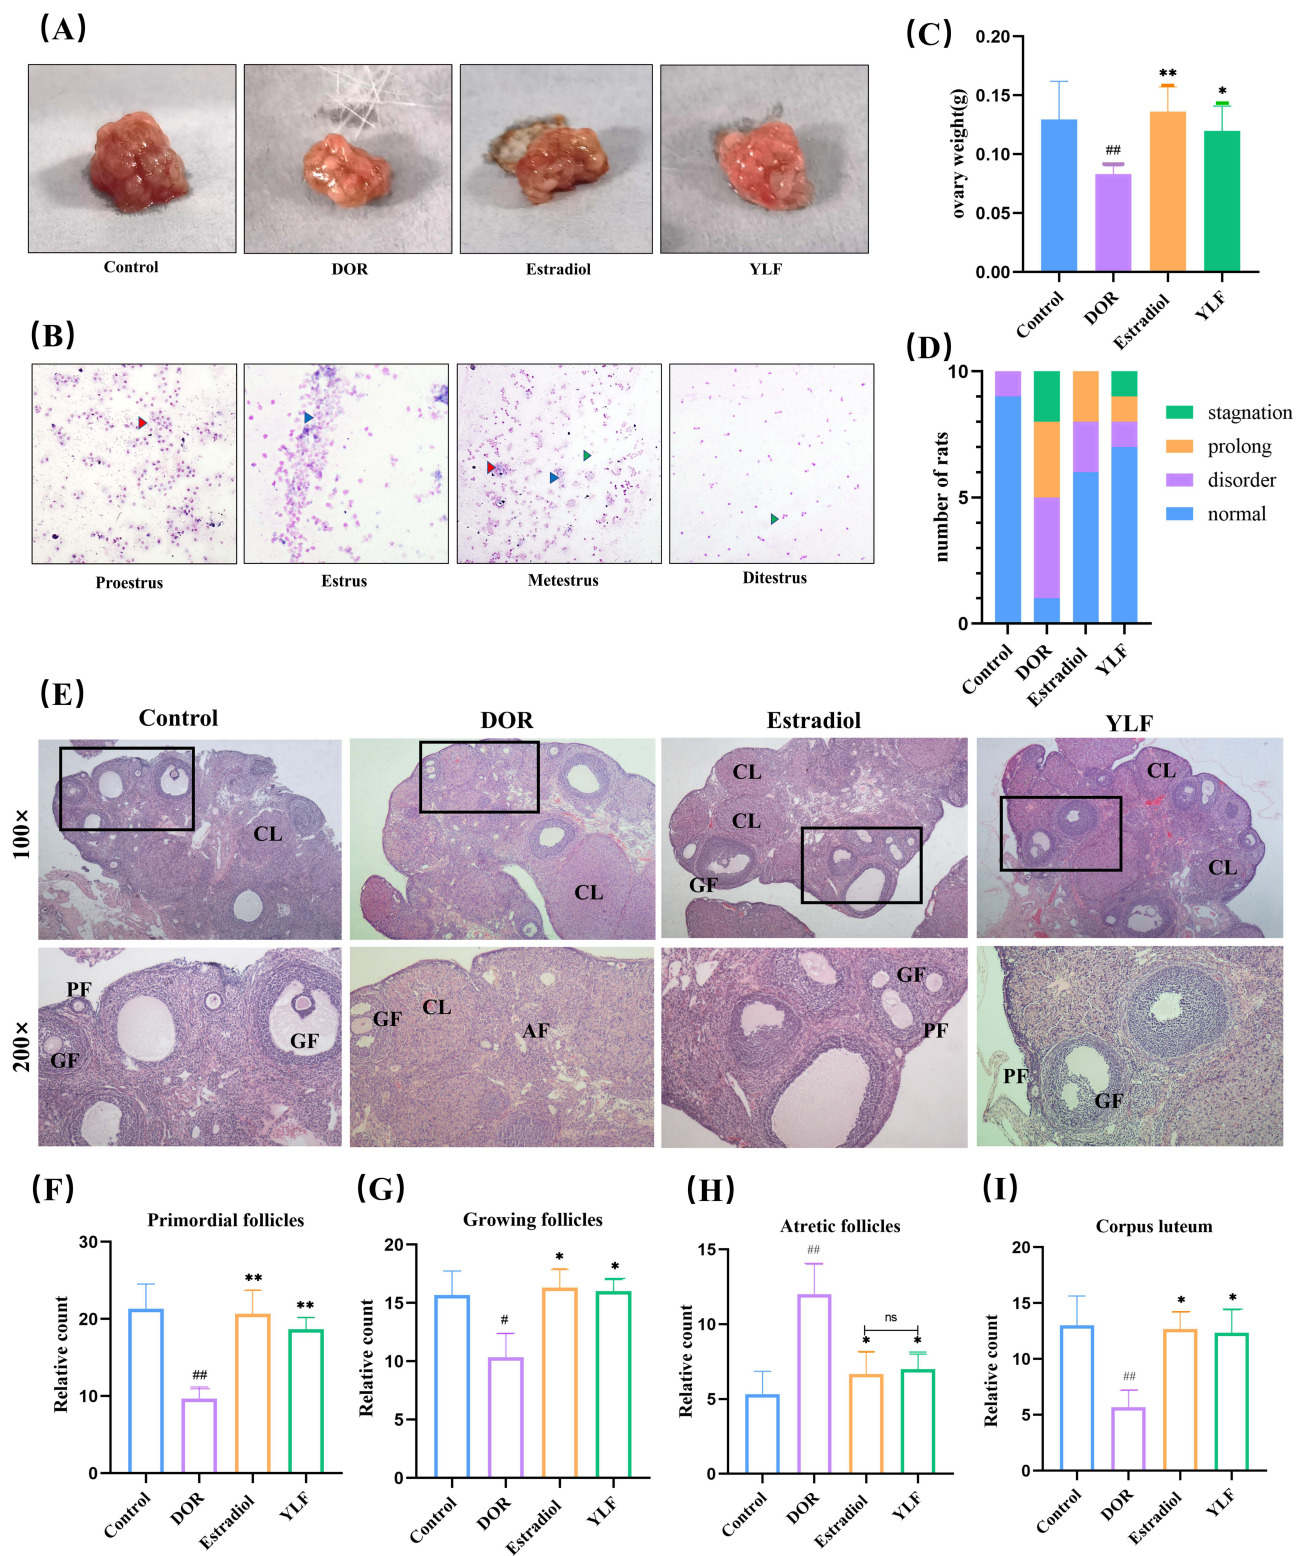 (A)
Control
DOR
Estradiol
YLF
(B)
Proestrus
Estrus
Metestrus
Ditestrus
(C)
ovary weight(g)
0.20
0.15
0.10
0.05
0.00
##
**
*
Control
DOR
Estradiol
YLF
(D)
number of rats
10
5
0
Control
DOR
Estradiol
YLF
stagnation
prolong
disorder
normal
(E)
Control
DOR
Estradiol
YLF
100×
CL
CL
CL
CL
GF
CL
CL
200×
PF
GF
GF
GF
CL
AF
GF
PF
PF
GF
(F)
Primordial follicles
Relative count
30
20
10
0
##
**
**
Control
DOR
Estradiol
YLF
(G)
Growing follicles
Relative count
20
15
10
5
0
#
*
*
Control
DOR
Estradiol
YLF
(H)
Atretic follicles
Relative count
15
10
5
0
##
ns
*
*
Control
DOR
Estradiol
YLF
(I)
Corpus luteum
Relative count
20
15
10
5
0
##
*
*
Control
DOR
Estradiol
YLF